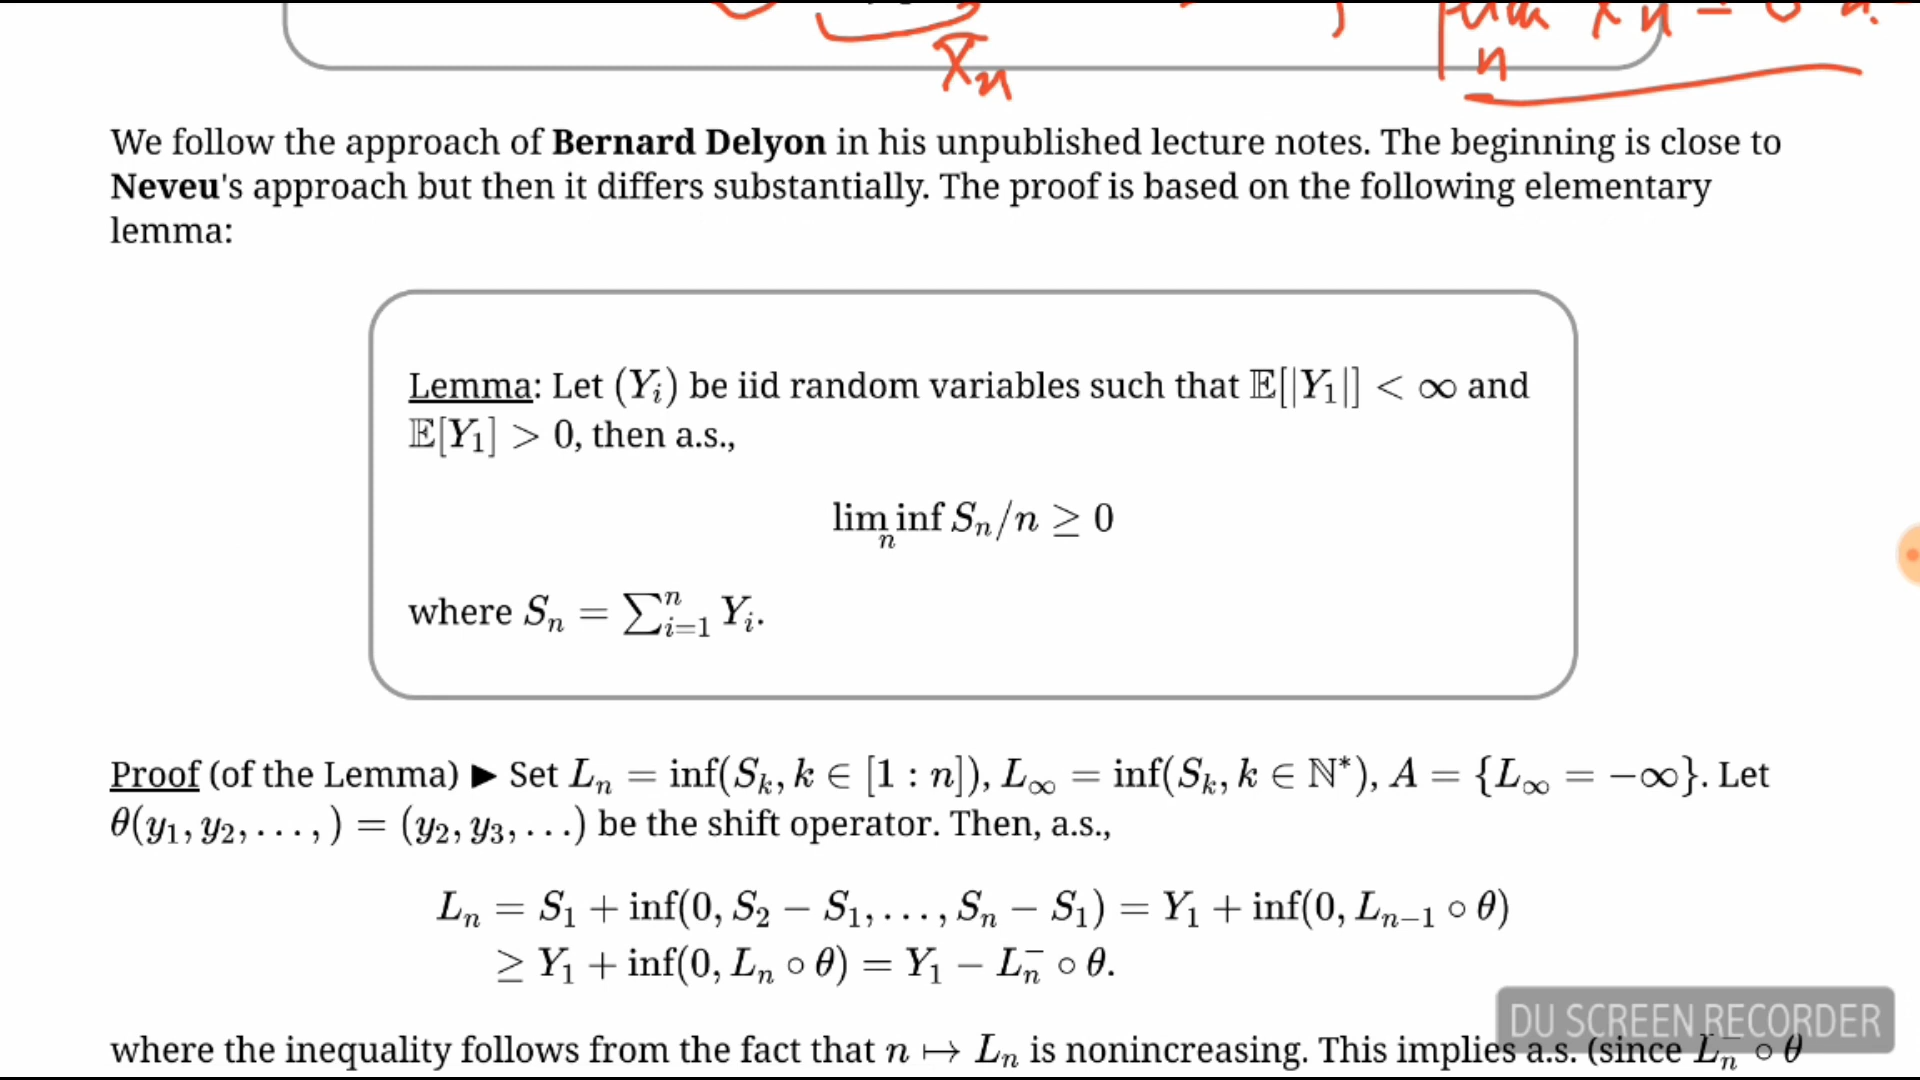 x̄n
n
We follow the approach of Bernard Delyon in his unpublished lecture notes. The beginning is close to
Neveu's approach but then it differs substantially. The proof is based on the following elementary
lemma:
Lemma: Let (Y_i) be iid random variables such that 𝔼[|Y_1|] < ∞ and
𝔼[Y_1] > 0, then a.s.,
lim inf_n S_n/n ≥ 0
where S_n = ∑_{i=1}^n Y_i.
Proof (of the Lemma) ▶ Set L_n = inf(S_k, k ∈ [1 : n]), L_∞ = inf(S_k, k ∈ ℕ*), A = {L_∞ = −∞}. Let
θ(y_1, y_2, . . . , ) = (y_2, y_3, . . .) be the shift operator. Then, a.s.,
L_n = S_1 + inf(0, S_2 − S_1, . . . , S_n − S_1) = Y_1 + inf(0, L_{n−1} ∘ θ)
≥ Y_1 + inf(0, L_n ∘ θ) = Y_1 − L_n^− ∘ θ.
where the inequality follows from the fact that n ↦ L_n is nonincreasing. This implies a.s. (since L_n^− ∘ θ
DU SCREEN RECORDER